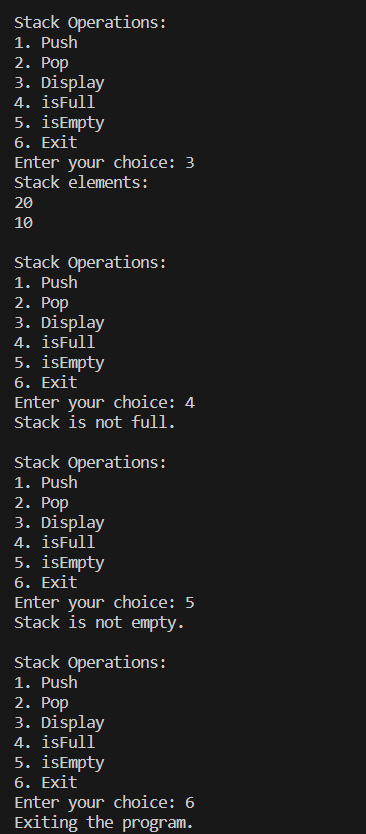 Stack Operations:
1. Push
2. Pop
3. Display
4. isFull
5. isEmpty
6. Exit
Enter your choice: 3
Stack elements:
20
10
Stack Operations:
1. Push
2. Pop
3. Display
4. isFull
5. isEmpty
6. Exit
Enter your choice: 4
Stack is not full.
Stack Operations:
1. Push
2. Pop
3. Display
4. isFull
5. isEmpty
6. Exit
Enter your choice: 5
Stack is not empty.
Stack Operations:
1. Push
2. Pop
3. Display
4. isFull
5. isEmpty
6. Exit
Enter your choice: 6
Exiting the program.